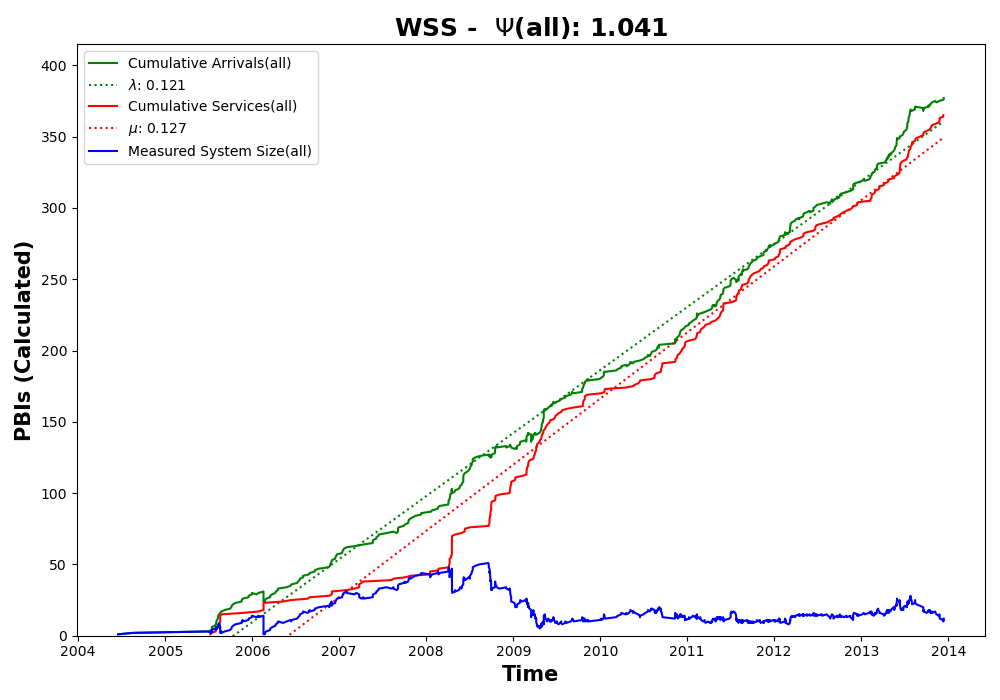 WSS - Ψ(all): 1.041
Cumulative Arrivals(all)
λ: 0.121
Cumulative Services(all)
μ: 0.127
Measured System Size(all)
PBIs (Calculated)
400
350
300
250
200
150
100
50
0
2004 2005 2006 2007 2008 2009 2010 2011 2012 2013 2014
Time